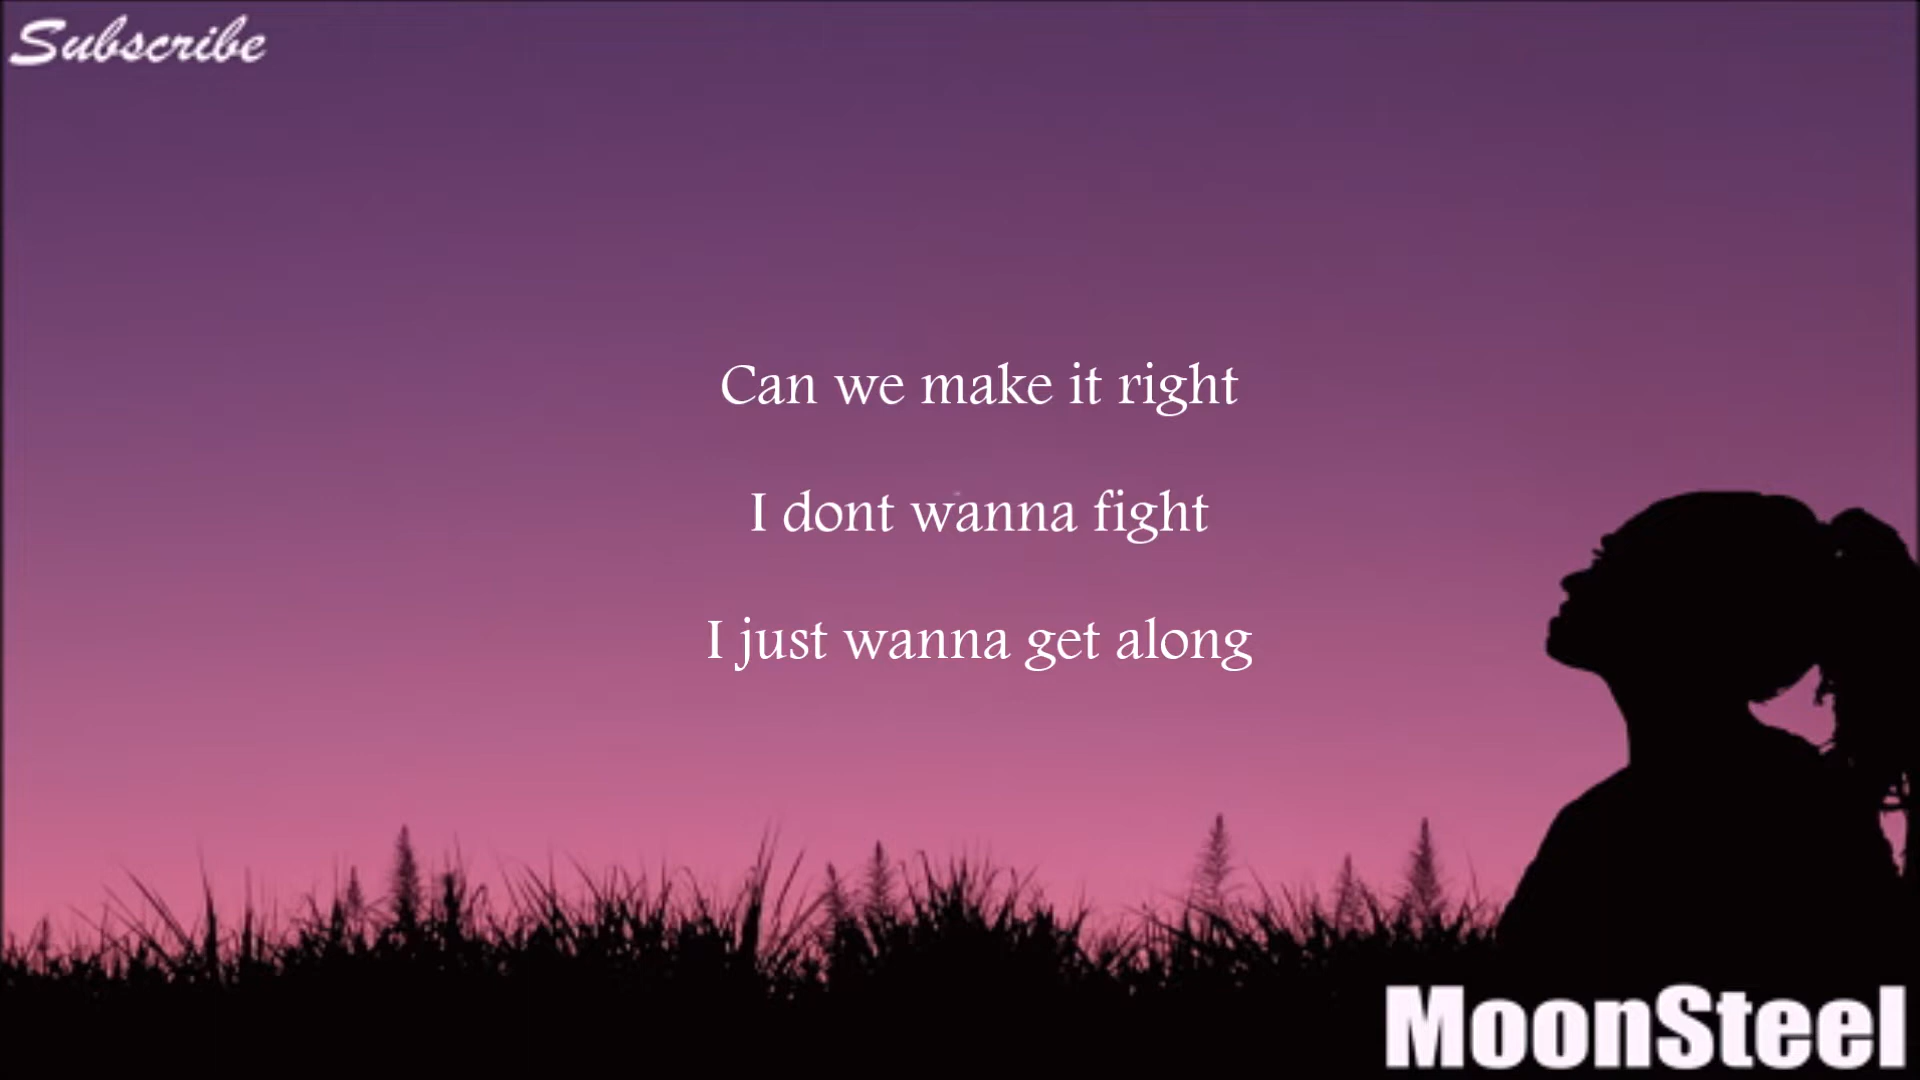 Subscribe
Can we make it right
I dont wanna fight
I just wanna get along
MoonSteel